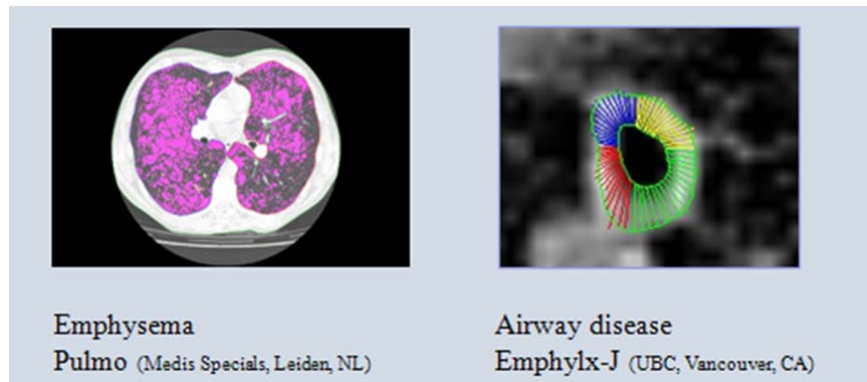 Emphysema
Pulmo (Medis Specials, Leiden, NL)
Airway disease
Emphylx-J (UBC, Vancouver, CA)